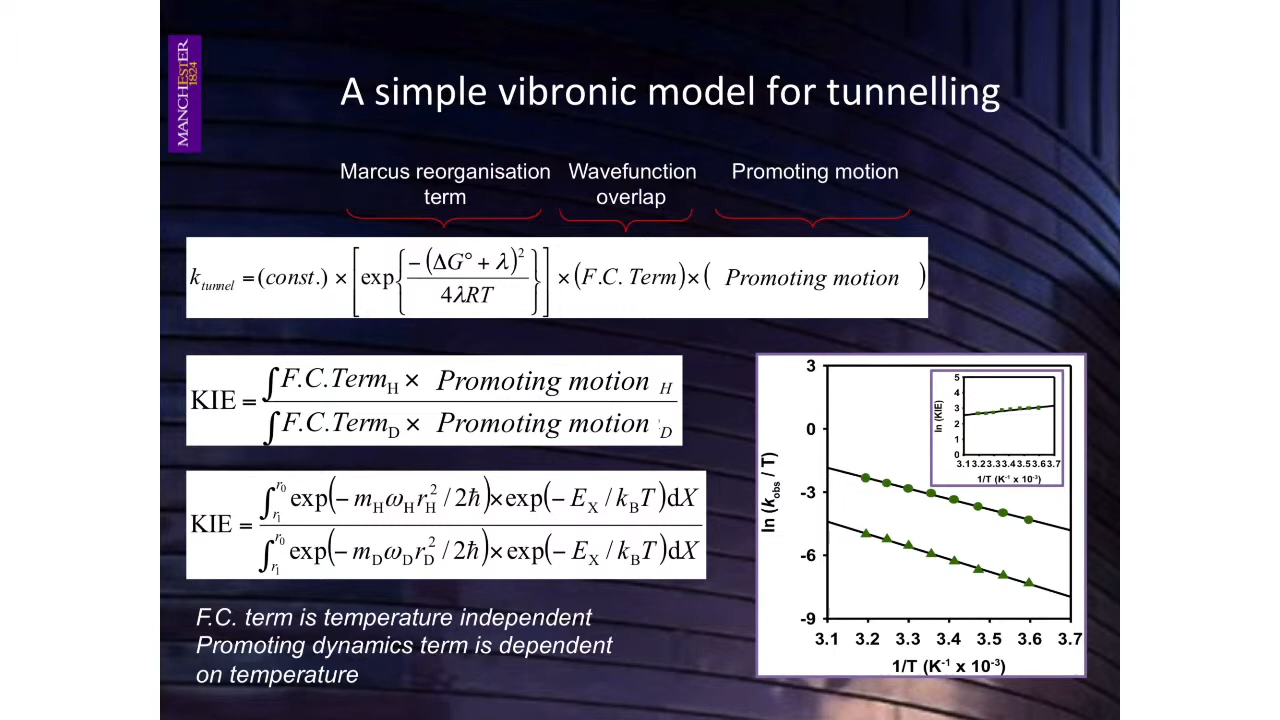 MANCHESTER
1824
A simple vibronic model for tunnelling
Marcus reorganisation term
Wavefunction overlap
Promoting motion
k_tunnel = (const.) × [exp{−(ΔG° + λ)² / 4λRT}] × (F.C. Term) × ( Promoting motion )
KIE = ∫F.C.Term_H × Promoting motion _H / ∫F.C.Term_D × Promoting motion _D
KIE = ∫_{r₁}^{r₀} exp(− m_H ω_H r_H² / 2ħ) × exp(− E_X / k_B T) dX / ∫_{r₁}^{r₀} exp(− m_D ω_D r_D² / 2ħ) × exp(− E_X / k_B T) dX
F.C. term is temperature independent
Promoting dynamics term is dependent
on temperature
ln (k_obs / T)
3
0
-3
-6
-9
3.1 3.2 3.3 3.4 3.5 3.6 3.7
1/T (K⁻¹ x 10⁻³)
ln (KIE)
5
4
3
2
1
0
3.1 3.2 3.3 3.4 3.5 3.6 3.7
1/T (K⁻¹ x 10⁻³)